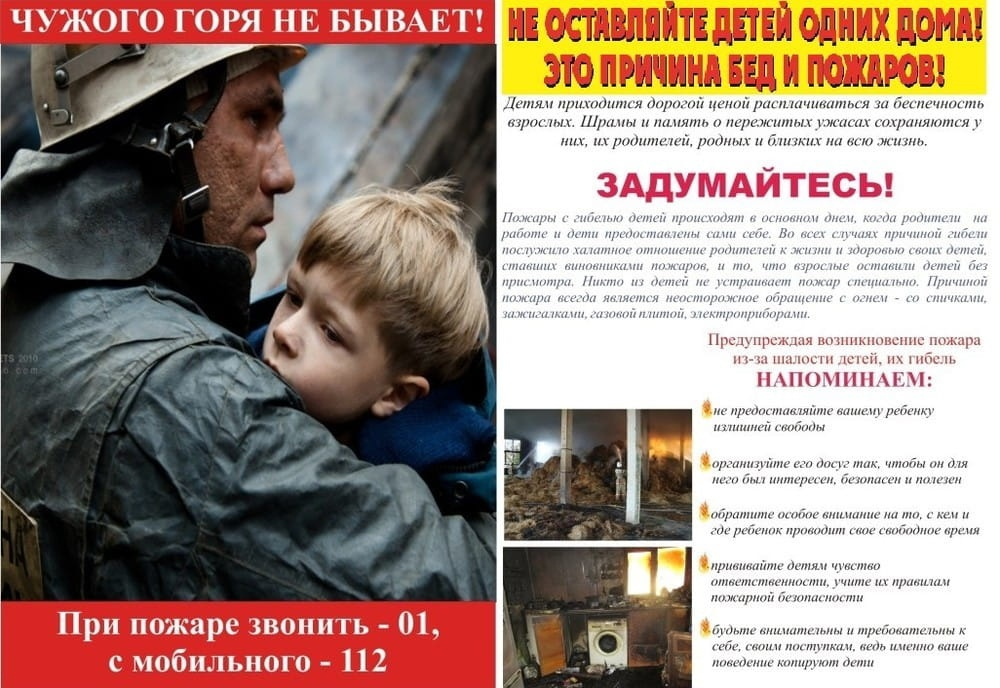 ЧУЖОГО ГОРЯ НЕ БЫВАЕТ!
ETS 2010
o.com
НА
При пожаре звонить - 01,
с мобильного - 112
НЕ ОСТАВЛЯЙТЕ ДЕТЕЙ ОДНИХ ДОМА!
ЭТО ПРИЧИНА БЕД И ПОЖАРОВ!
Детям приходится дорогой ценой расплачиваться за беспечность
взрослых. Шрамы и память о пережитых ужасах сохраняются у
них, их родителей, родных и близких на всю жизнь.
ЗАДУМАЙТЕСЬ!
Пожары с гибелью детей происходят в основном днем, когда родители на
работе и дети предоставлены сами себе. Во всех случаях причиной гибели
послужило халатное отношение родителей к жизни и здоровью своих детей,
ставших виновниками пожаров, и то, что взрослые оставили детей без
присмотра. Никто из детей не устраивает пожар специально. Причиной
пожара всегда является неосторожное обращение с огнем - со спичками,
зажигалками, газовой плитой, электроприборами.
Предупреждая возникновение пожара
из-за шалости детей, их гибель
НАПОМИНАЕМ:
не предоставляйте вашему ребенку
излишней свободы
организуйте его досуг так, чтобы он для
него был интересен, безопасен и полезен
обратите особое внимание на то, с кем и
где ребенок проводит свое свободное время
прививайте детям чувство
ответственности, учите их правилам
пожарной безопасности
будьте внимательны и требовательны к
себе, своим поступкам, ведь именно ваше
поведение копируют дети